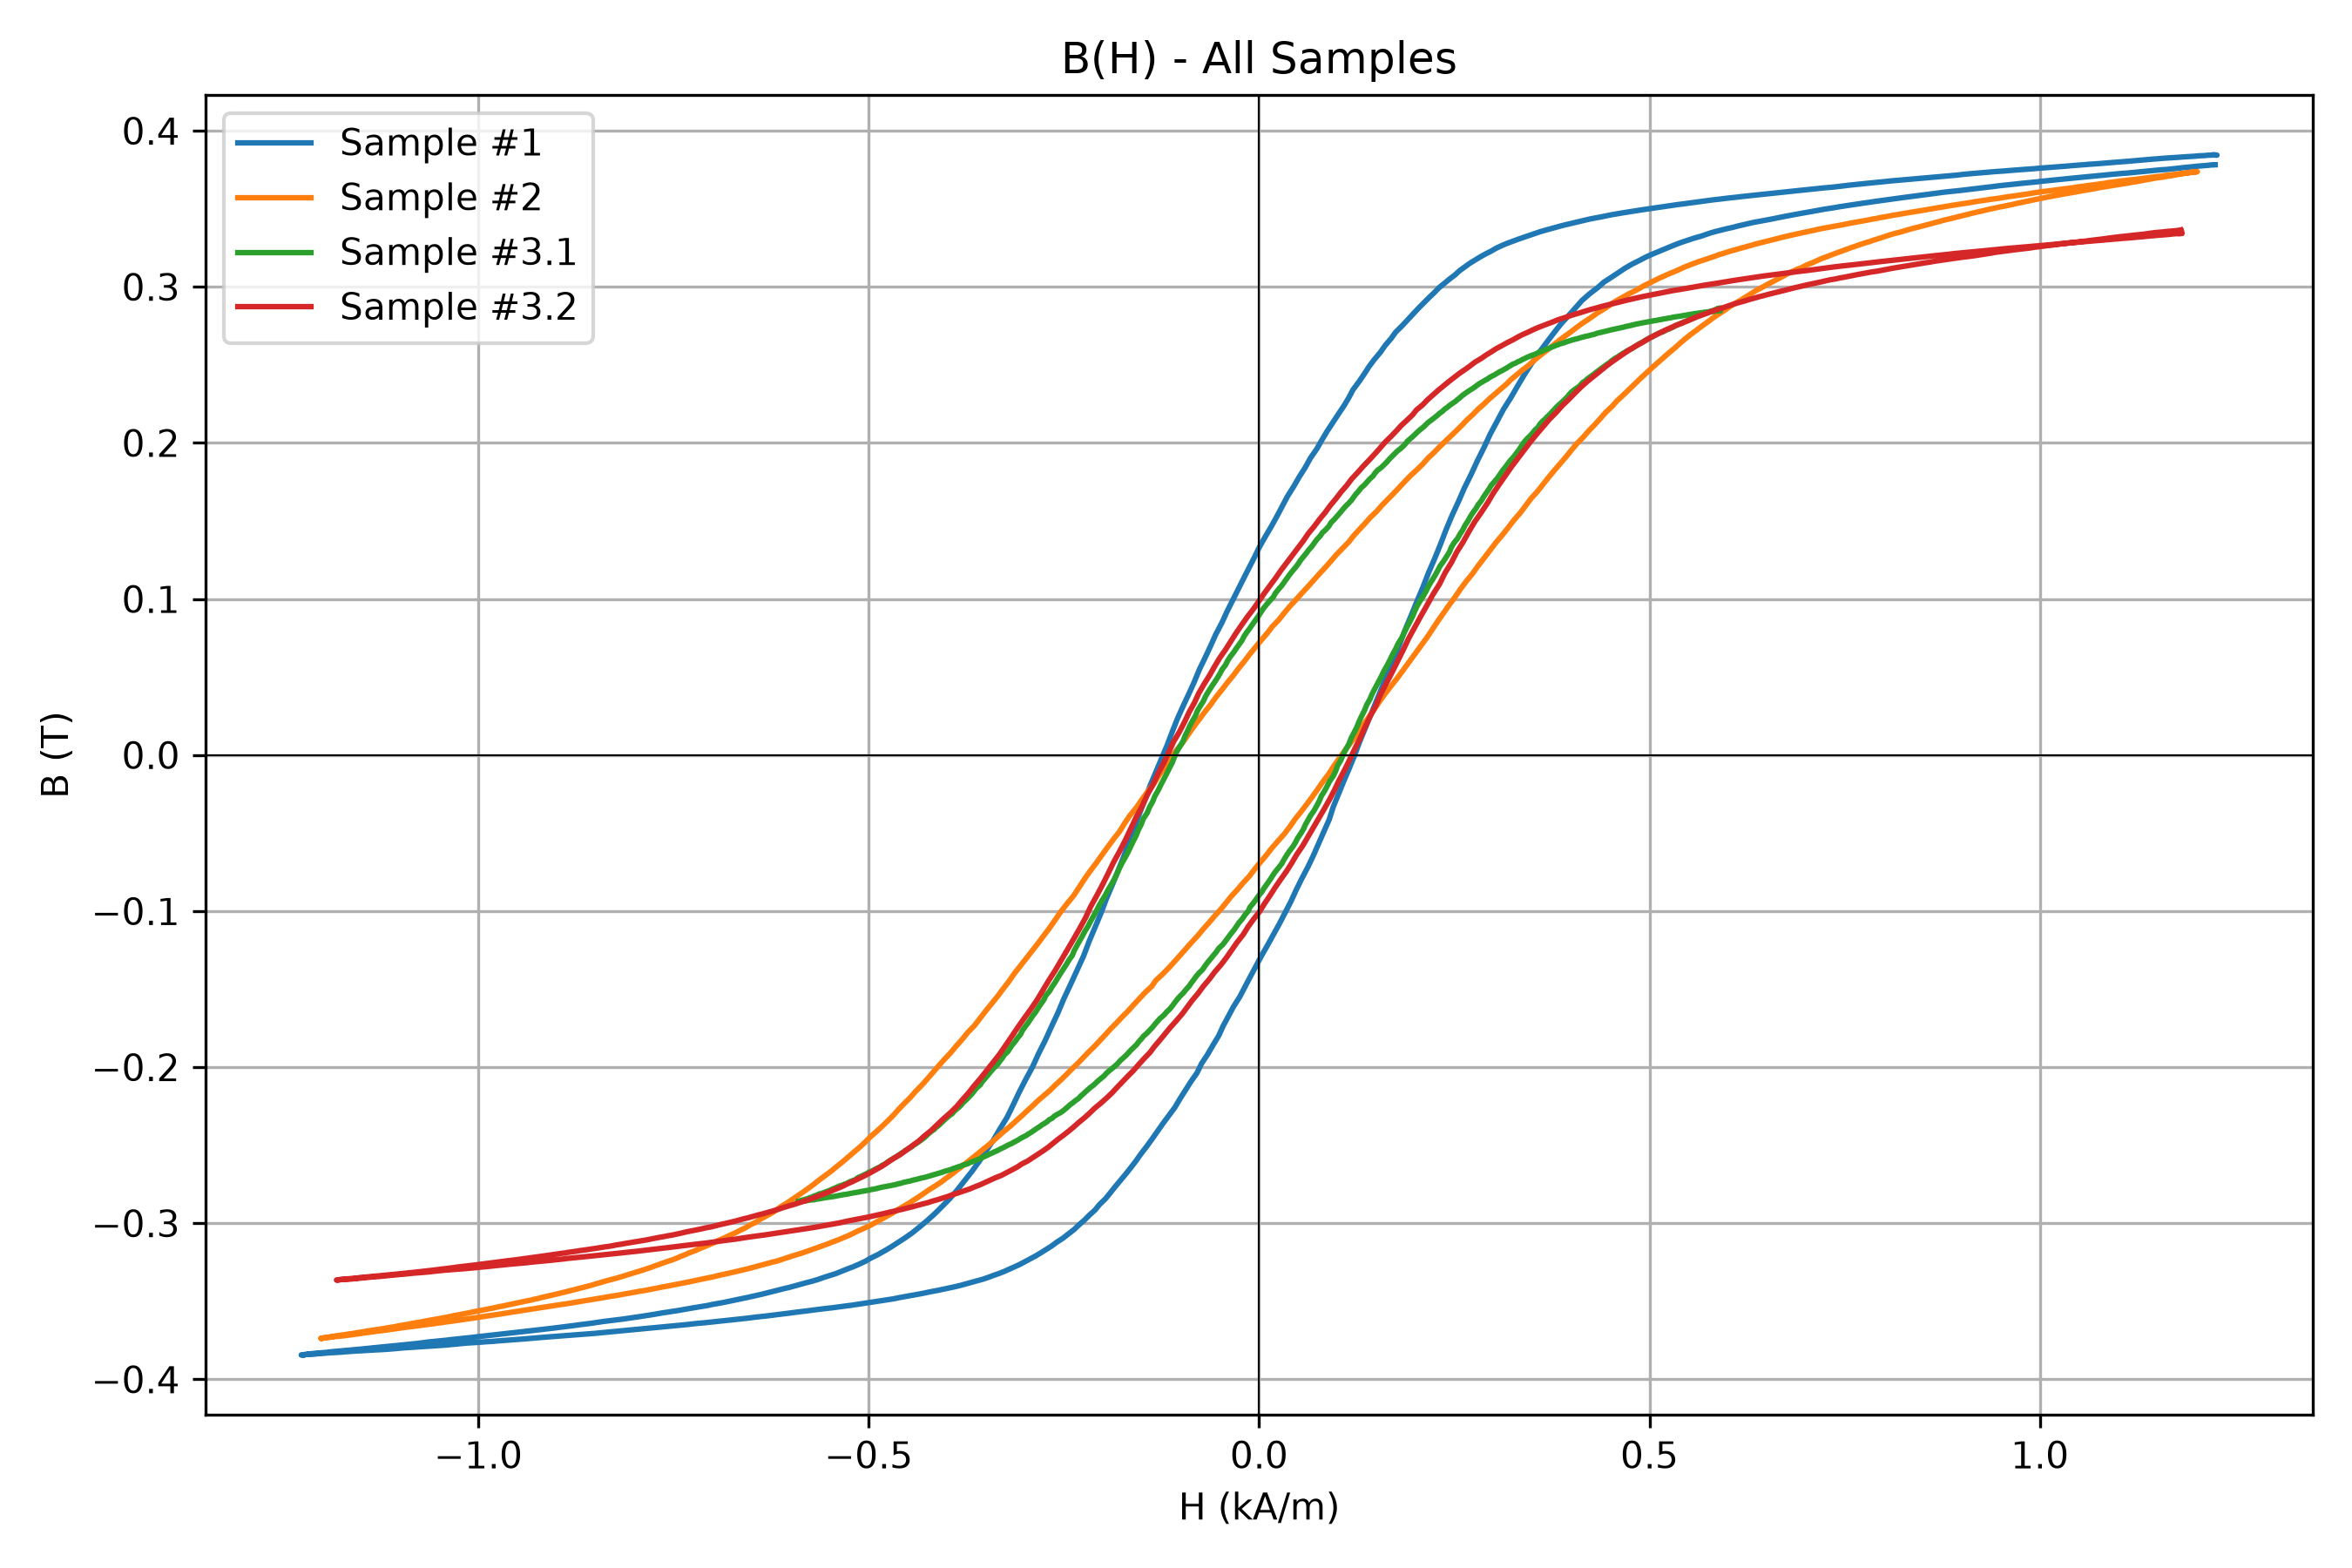 B(H) - All Samples
Sample #1
Sample #2
Sample #3.1
Sample #3.2
0.4
0.3
0.2
0.1
0.0
−0.1
−0.2
−0.3
−0.4
B (T)
−1.0 −0.5 0.0 0.5 1.0
H (kA/m)